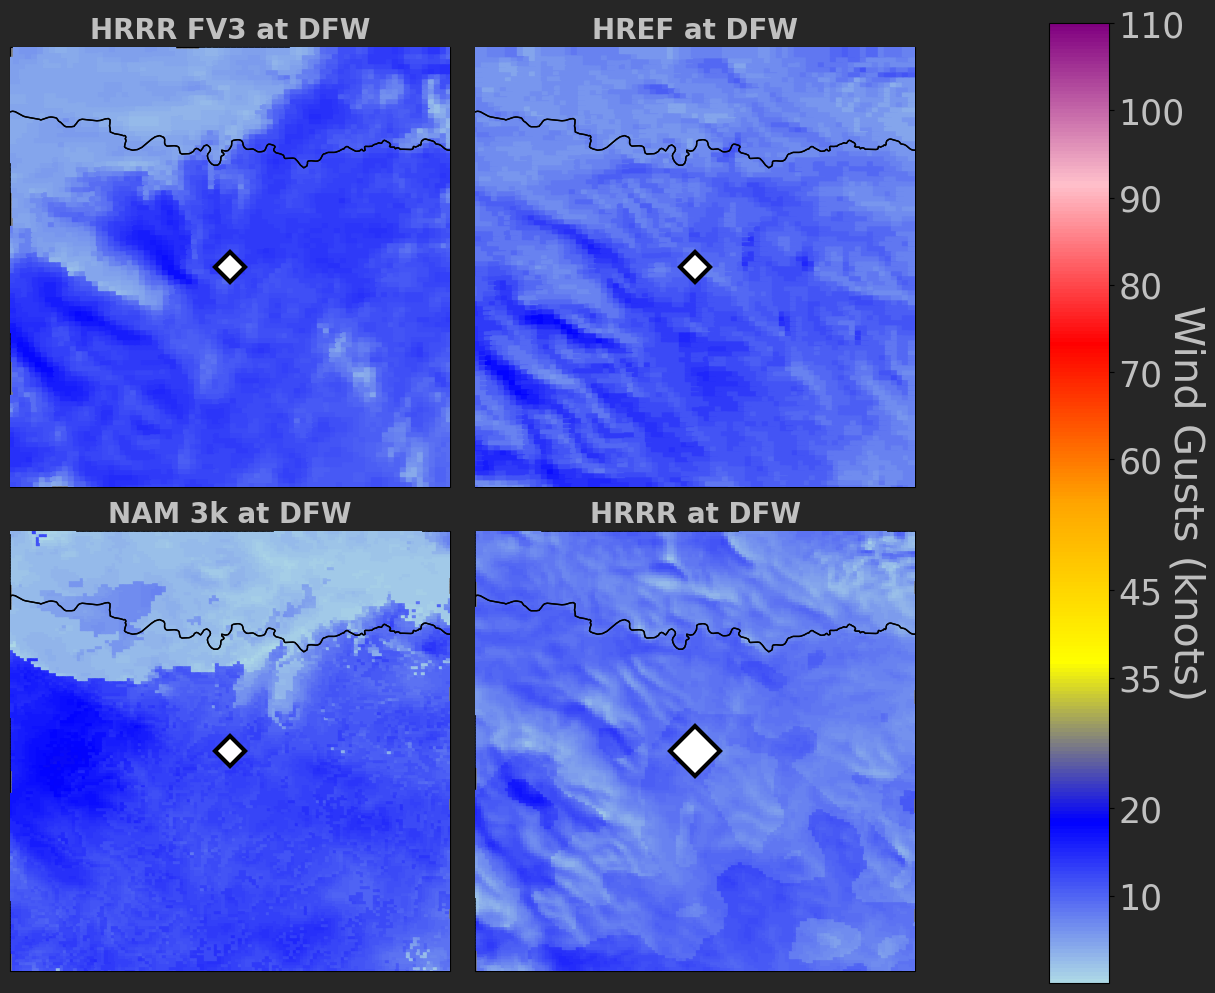 HRRR FV3 at DFW
HREF at DFW
NAM 3k at DFW
HRRR at DFW
110
100
90
80
70
60
45
35
20
10
Wind Gusts (knots)